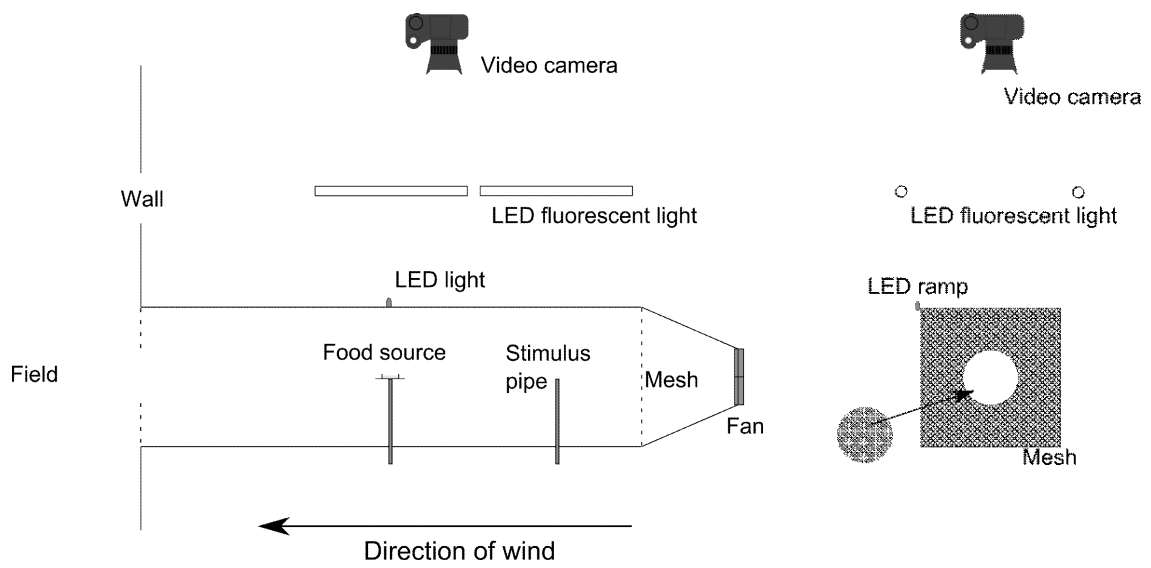 Video camera
Video camera
Wall
LED fluorescent light
LED fluorescent light
LED light
LED ramp
Food source
Stimulus
pipe
Mesh
Field
Fan
Mesh
Direction of wind